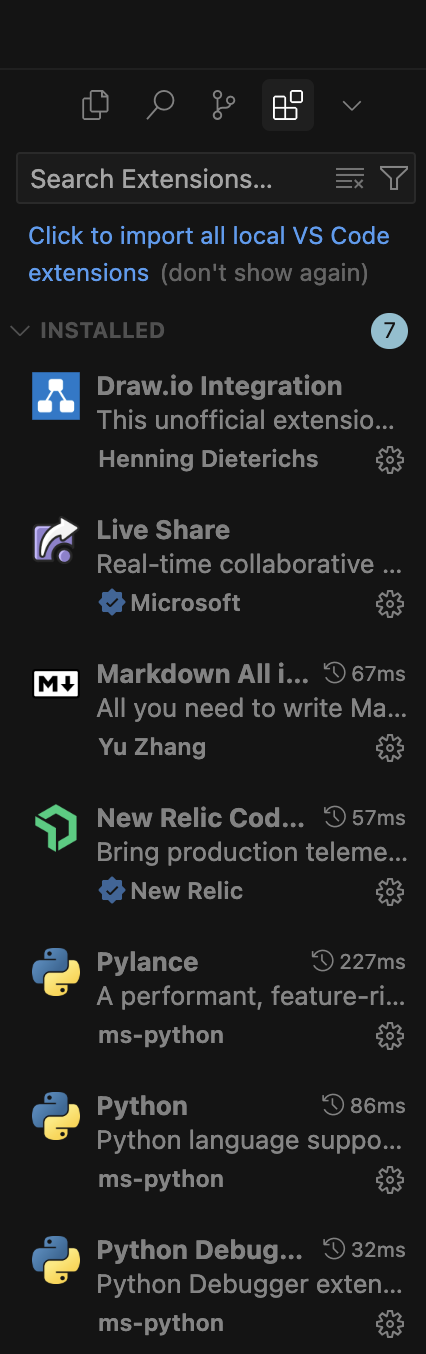 Search Extensions...
Click to import all local VS Code
extensions (don't show again)
INSTALLED 7
Draw.io Integration
This unofficial extensio...
Henning Dieterichs
Live Share
Real-time collaborative ...
Microsoft
M
Markdown All i... 67ms
All you need to write Ma...
Yu Zhang
New Relic Cod... 57ms
Bring production teleme...
New Relic
Pylance 227ms
A performant, feature-ri...
ms-python
Python 86ms
Python language suppo...
ms-python
Python Debug... 32ms
Python Debugger exten...
ms-python